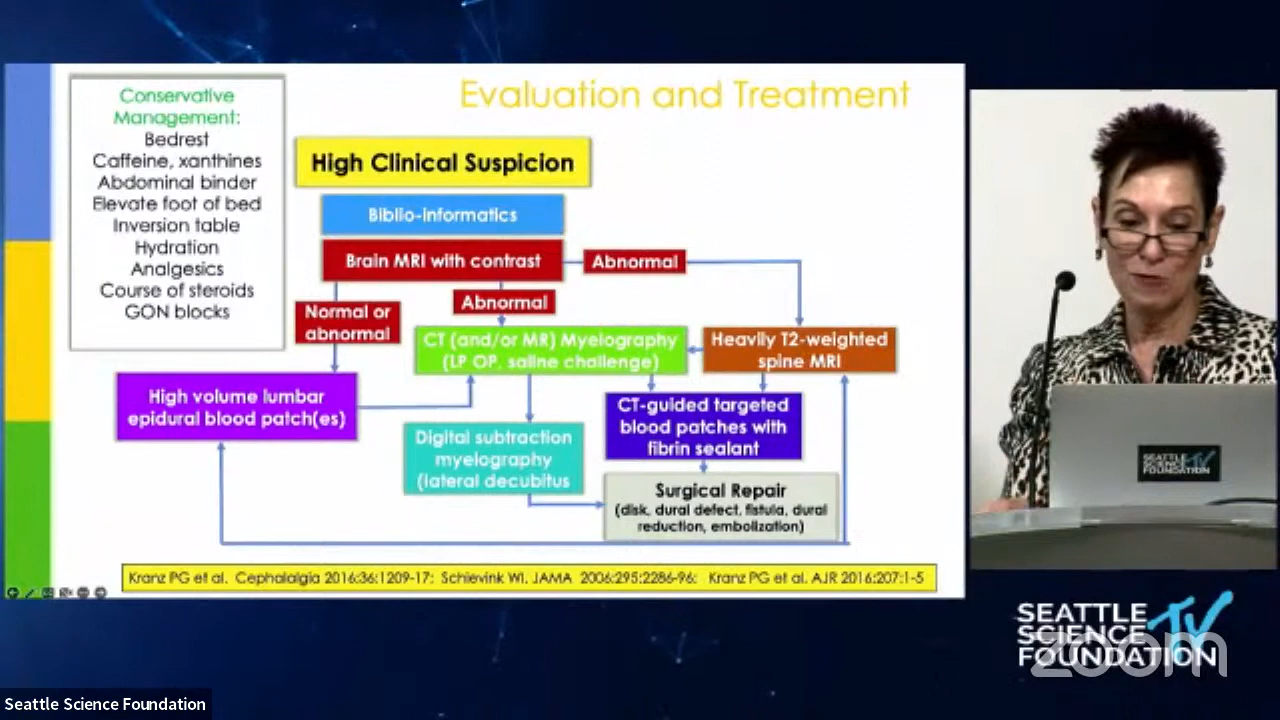 Evaluation and Treatment
Conservative
Management:
Bedrest
Caffeine, xanthines
Abdominal binder
Elevate foot of bed
Inversion table
Hydration
Analgesics
Course of steroids
GON blocks
High Clinical Suspicion
Biblio-informatics
Brain MRI with contrast
Abnormal
Abnormal
Normal or
abnormal
CT (and/or MR) Myelography
(LP OP, saline challenge)
Heavily T2-weighted
spine MRI
High volume lumbar
epidural blood patch(es)
CT-guided targeted
blood patches with
fibrin sealant
Digital subtraction
myelography
(lateral decubitus
Surgical Repair
(disk, dural defect, fistula, dural
reduction, embolization)
Kranz PG et al. Cephalalgia 2016:36:1209-17; Schievink WI. JAMA 2006:295:2286-96; Kranz PG et al. AJR 2016:207:1-5
SEATTLE
SCIENCE TV
FOUNDATION
SEATTLE
SCIENCE TV
FOUNDATION
zoom
Seattle Science Foundation